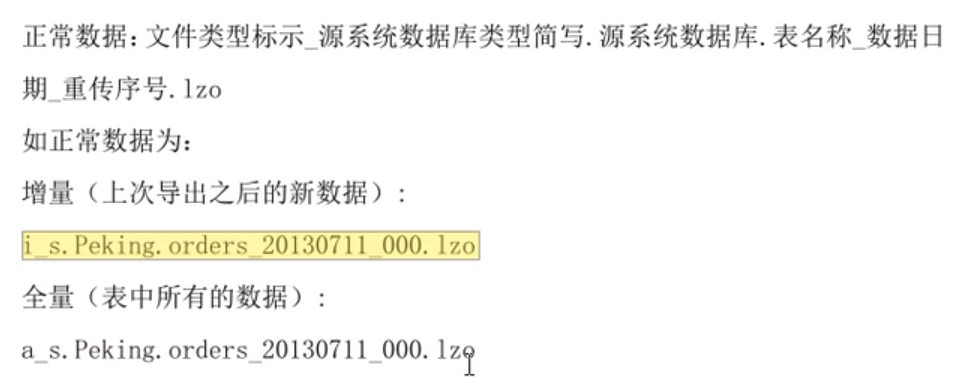 正常数据：文件类型标示_源系统数据库类型简写.源系统数据库.表名称_数据日
期_重传序号.lzo
如正常数据为：
增量（上次导出之后的新数据）：
i_s.Peking.orders_20130711_000.lzo
全量（表中所有的数据）：
a_s.Peking.orders_20130711_000.lzo